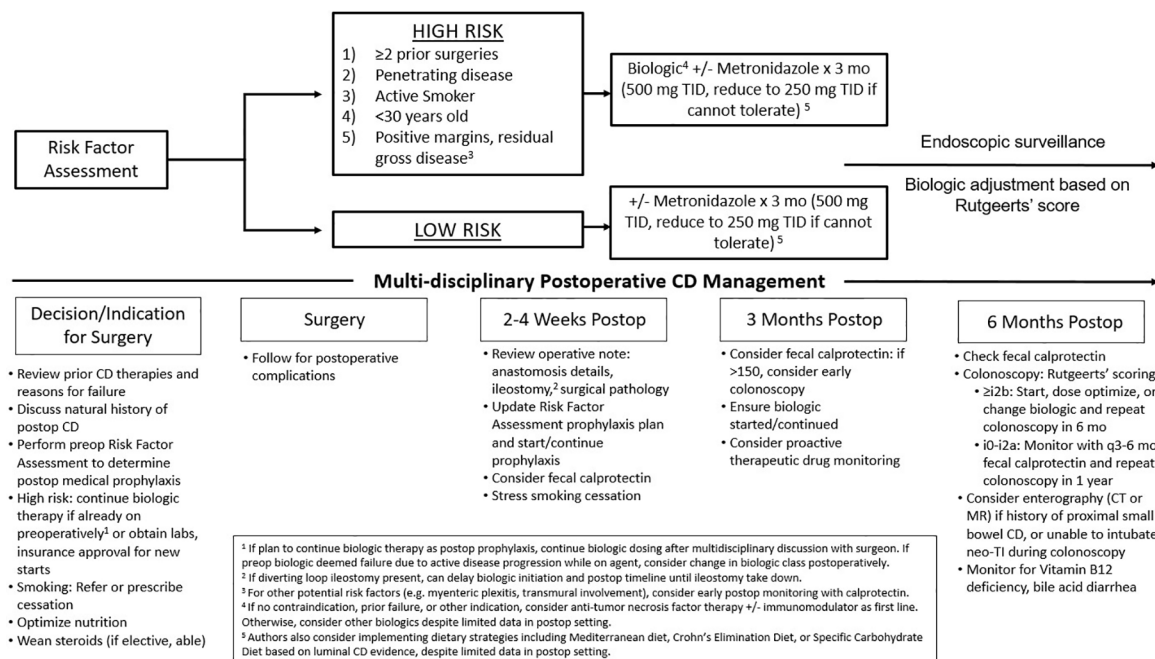 HIGH RISK
1) ≥2 prior surgeries
2) Penetrating disease
3) Active Smoker
4) <30 years old
5) Positive margins, residual
gross disease³
Biologic⁴ +/- Metronidazole x 3 mo
(500 mg TID, reduce to 250 mg TID if
cannot tolerate) ⁵
Risk Factor
Assessment
Endoscopic surveillance
Biologic adjustment based on
Rutgeerts’ score
LOW RISK
+/- Metronidazole x 3 mo (500 mg
TID, reduce to 250 mg TID if cannot
tolerate) ⁵
Multi-disciplinary Postoperative CD Management
Decision/Indication
for Surgery
• Review prior CD therapies and
reasons for failure
• Discuss natural history of
postop CD
• Perform preop Risk Factor
Assessment to determine
postop medical prophylaxis
• High risk: continue biologic
therapy if already on
preoperatively¹ or obtain labs,
insurance approval for new
starts
• Smoking: Refer or prescribe
cessation
• Optimize nutrition
• Wean steroids (if elective, able)
Surgery
• Follow for postoperative
complications
2-4 Weeks Postop
• Review operative note:
anastomosis details,
ileostomy,² surgical pathology
• Update Risk Factor
Assessment prophylaxis plan
and start/continue
prophylaxis
• Consider fecal calprotectin
• Stress smoking cessation
3 Months Postop
• Consider fecal calprotectin: if
>150, consider early
colonoscopy
• Ensure biologic
started/continued
• Consider proactive
therapeutic drug monitoring
6 Months Postop
• Check fecal calprotectin
• Colonoscopy: Rutgeerts’ scoring
• ≥i2b: Start, dose optimize, or
change biologic and repeat
colonoscopy in 6 mo
• i0-i2a: Monitor with q3-6 mo
fecal calprotectin and repeat
colonoscopy in 1 year
• Consider enterography (CT or
MR) if history of proximal small
bowel CD, or unable to intubate
neo-TI during colonoscopy
• Monitor for Vitamin B12
deficiency, bile acid diarrhea
¹ If plan to continue biologic therapy as postop prophylaxis, continue biologic dosing after multidisciplinary discussion with surgeon. If
preop biologic deemed failure due to active disease progression while on agent, consider change in biologic class postoperatively.
² If diverting loop ileostomy present, can delay biologic initiation and postop timeline until ileostomy take down.
³ For other potential risk factors (e.g. myenteric plexitis, transmural involvement), consider early postop monitoring with calprotectin.
⁴ If no contraindication, prior failure, or other indication, consider anti-tumor necrosis factor therapy +/- immunomodulator as first line.
Otherwise, consider other biologics despite limited data in postop setting.
⁵ Authors also consider implementing dietary strategies including Mediterranean diet, Crohn’s Elimination Diet, or Specific Carbohydrate
Diet based on luminal CD evidence, despite limited data in postop setting.